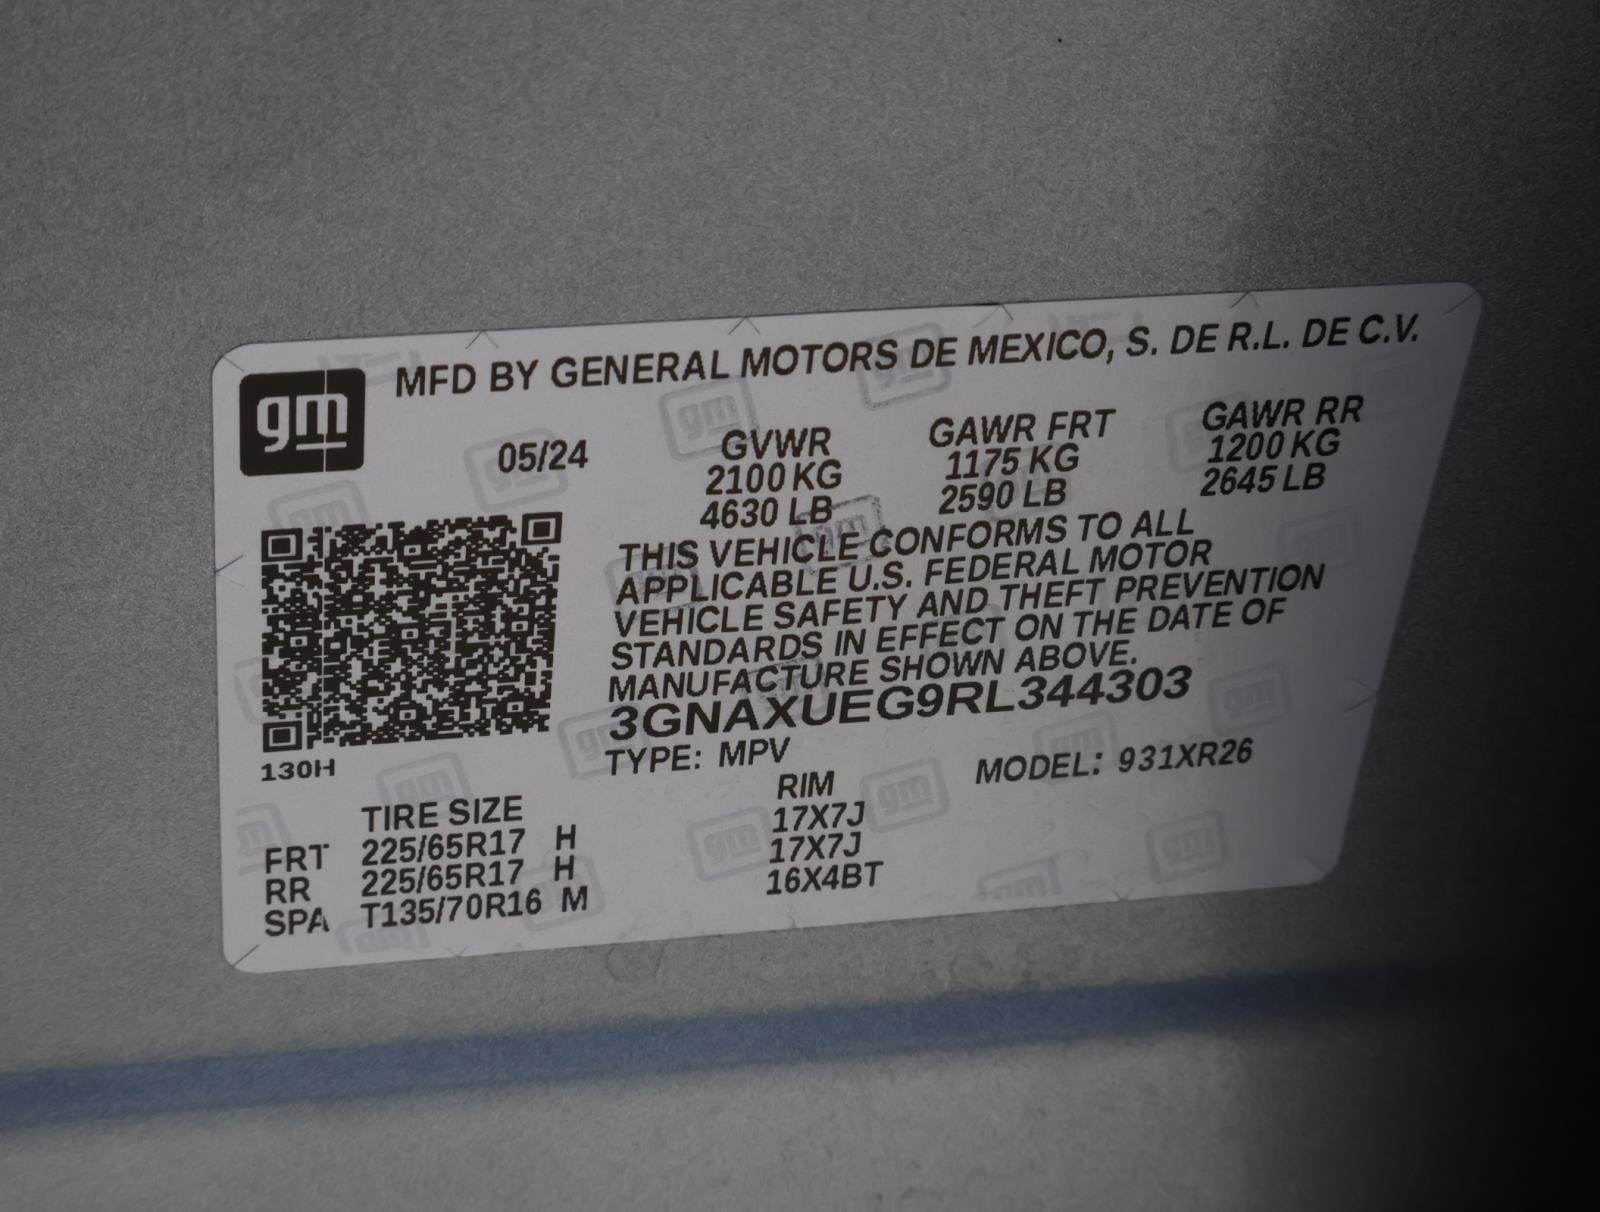 gm MFD BY GENERAL MOTORS DE MEXICO, S. DE R.L. DE C.V.
05/24 GVWR GAWR FRT GAWR RR
2100 KG 1175 KG 1200 KG
4630 LB 2590 LB 2645 LB
THIS VEHICLE CONFORMS TO ALL
APPLICABLE U.S. FEDERAL MOTOR
VEHICLE SAFETY AND THEFT PREVENTION
STANDARDS IN EFFECT ON THE DATE OF
MANUFACTURE SHOWN ABOVE.
3GNAXUEG9RL344303
130H TYPE: MPV MODEL: 931XR26
TIRE SIZE RIM
FRT 225/65R17 H 17X7J
RR 225/65R17 H 17X7J
SPA T135/70R16 M 16X4BT